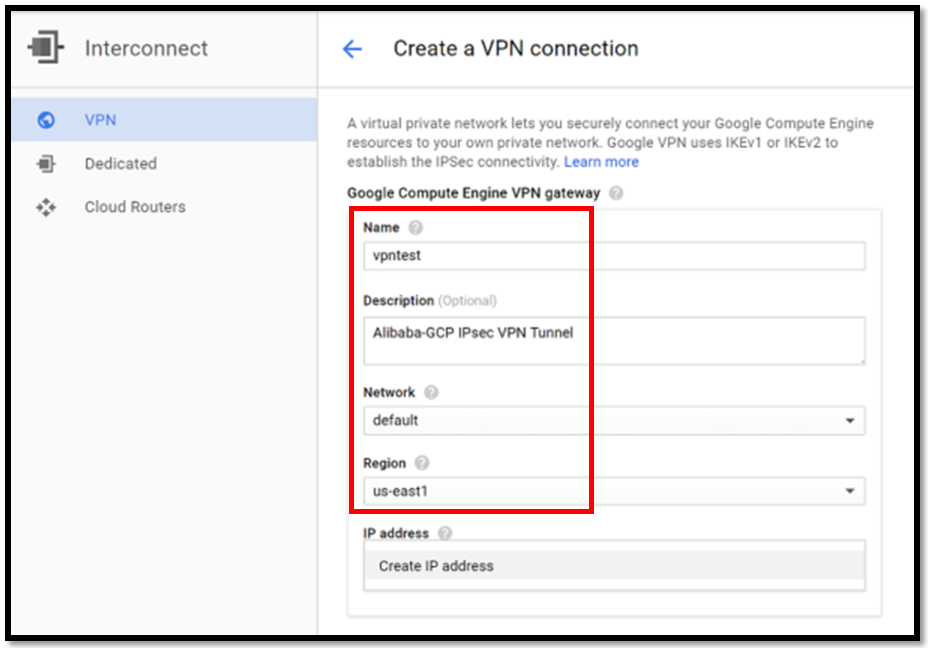 Interconnect
VPN
Dedicated
Cloud Routers
Create a VPN connection
A virtual private network lets you securely connect your Google Compute Engine
resources to your own private network. Google VPN uses IKEv1 or IKEv2 to
establish the IPSec connectivity. Learn more
Google Compute Engine VPN gateway ?
Name ?
vpntest
Description (Optional)
Alibaba-GCP IPsec VPN Tunnel
Network ?
default
Region ?
us-east1
IP address ?
Create IP address